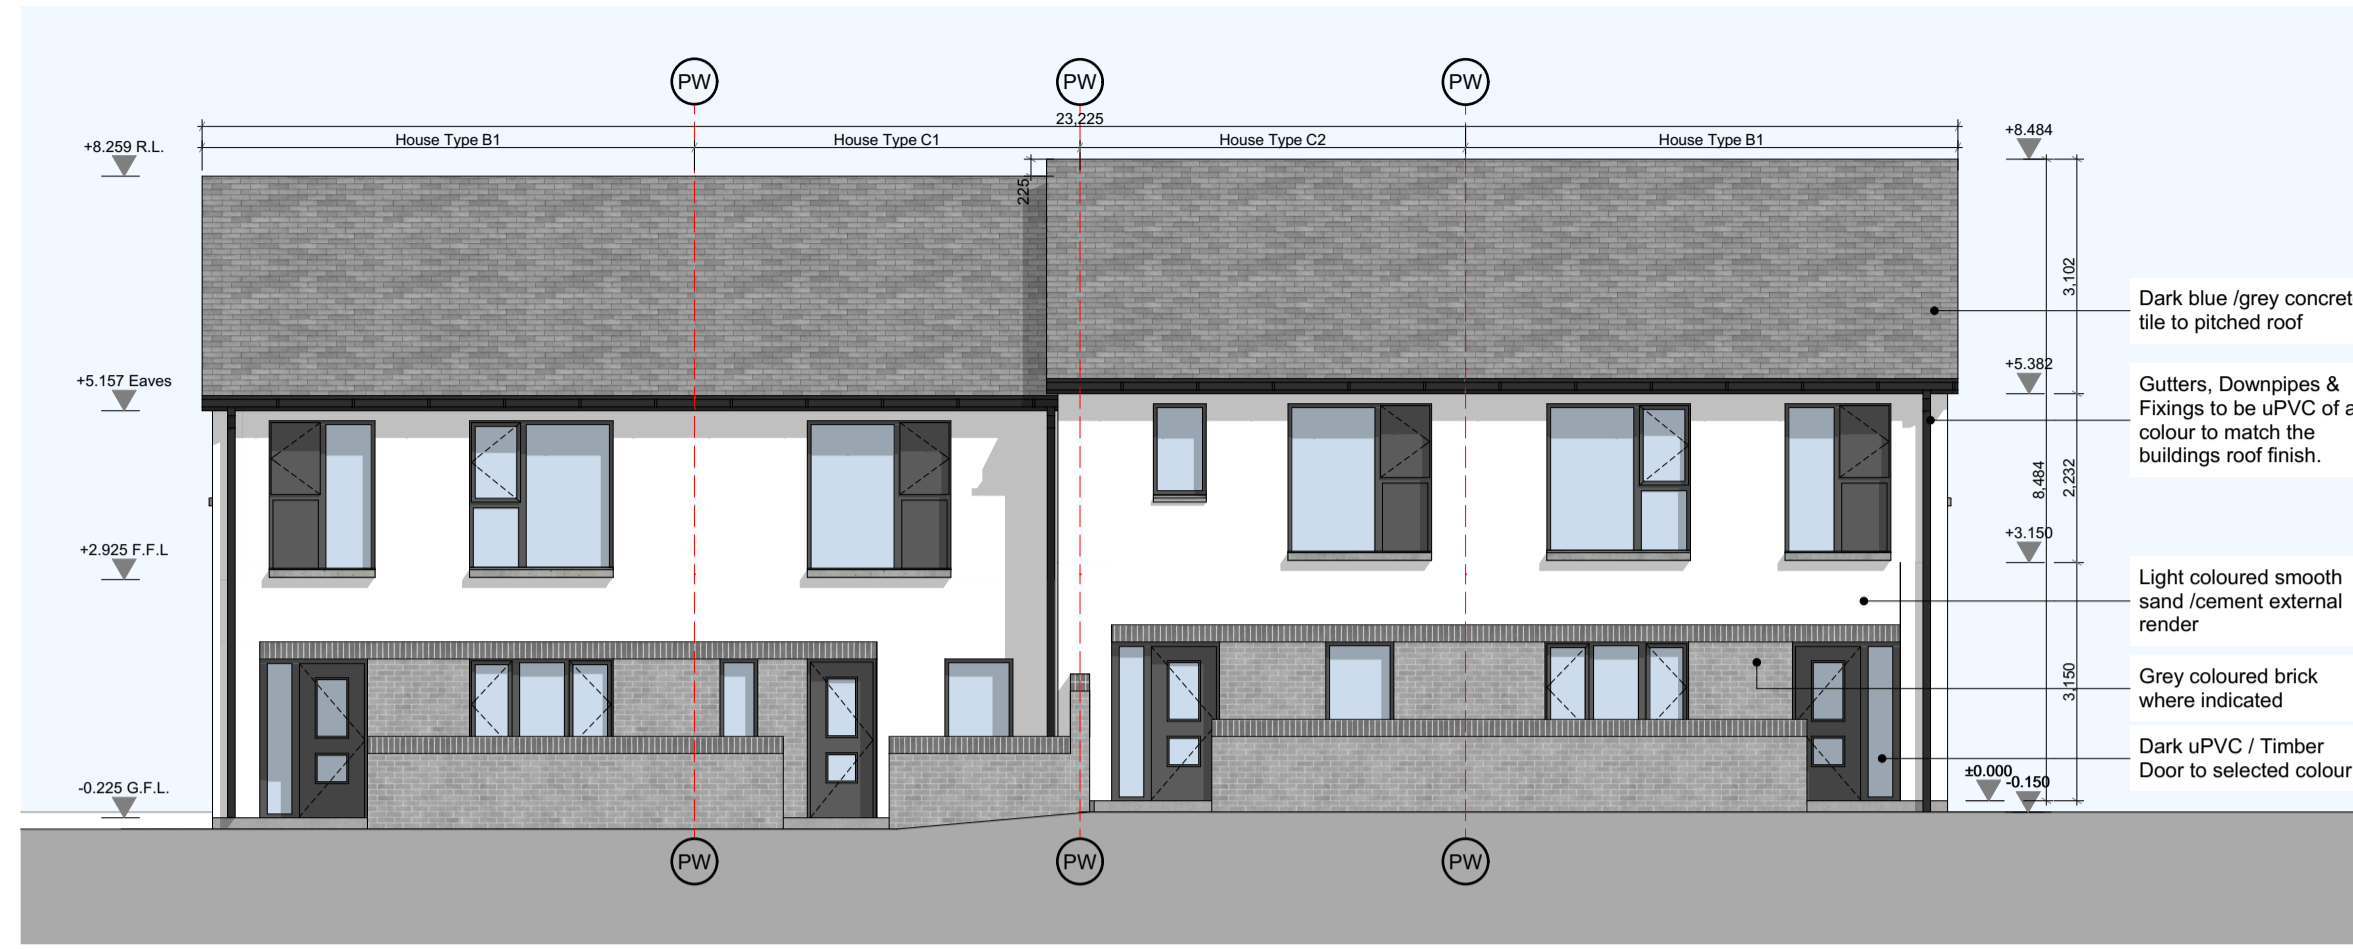 PW
PW
PW
23,225
House Type B1
House Type C1
House Type C2
House Type B1
+8.259 R.L.
+8.484
225
3,102
Dark blue /grey concret
tile to pitched roof
+5.157 Eaves
+5.382
Gutters, Downpipes &
Fixings to be uPVC of a
colour to match the
buildings roof finish.
8,484
2,232
+2.925 F.F.L
+3.150
Light coloured smooth
sand /cement external
render
3,150
Grey coloured brick
where indicated
Dark uPVC / Timber
Door to selected colour
-0.225 G.F.L.
±0.000
-0.150
PW
PW
PW